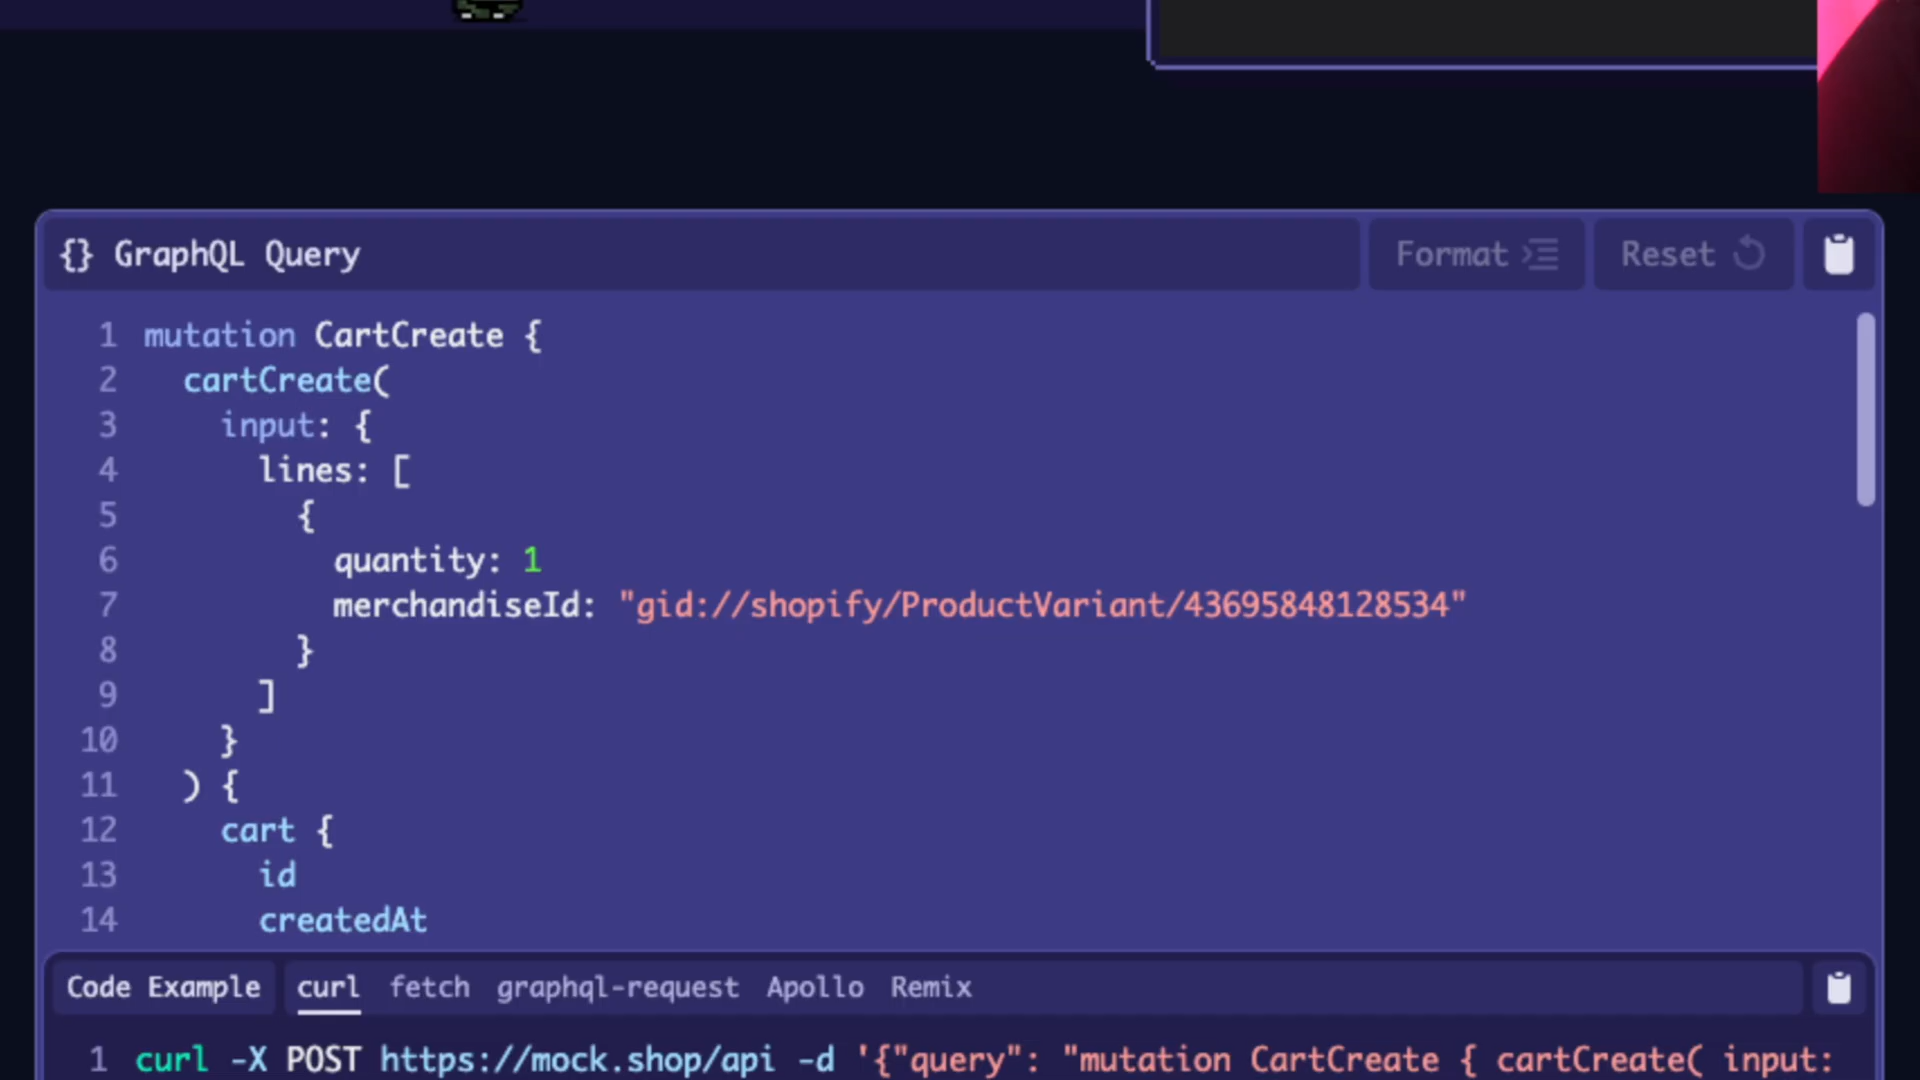 {} GraphQL Query Format Reset
1 mutation CartCreate {
2 cartCreate(
3 input: {
4 lines: [
5 {
6 quantity: 1
7 merchandiseId: "gid://shopify/ProductVariant/43695848128534"
8 }
9 ]
10 }
11 ) {
12 cart {
13 id
14 createdAt
Code Example curl fetch graphql-request Apollo Remix
1 curl -X POST https://mock.shop/api -d '{"query": "mutation CartCreate { cartCreate( input: